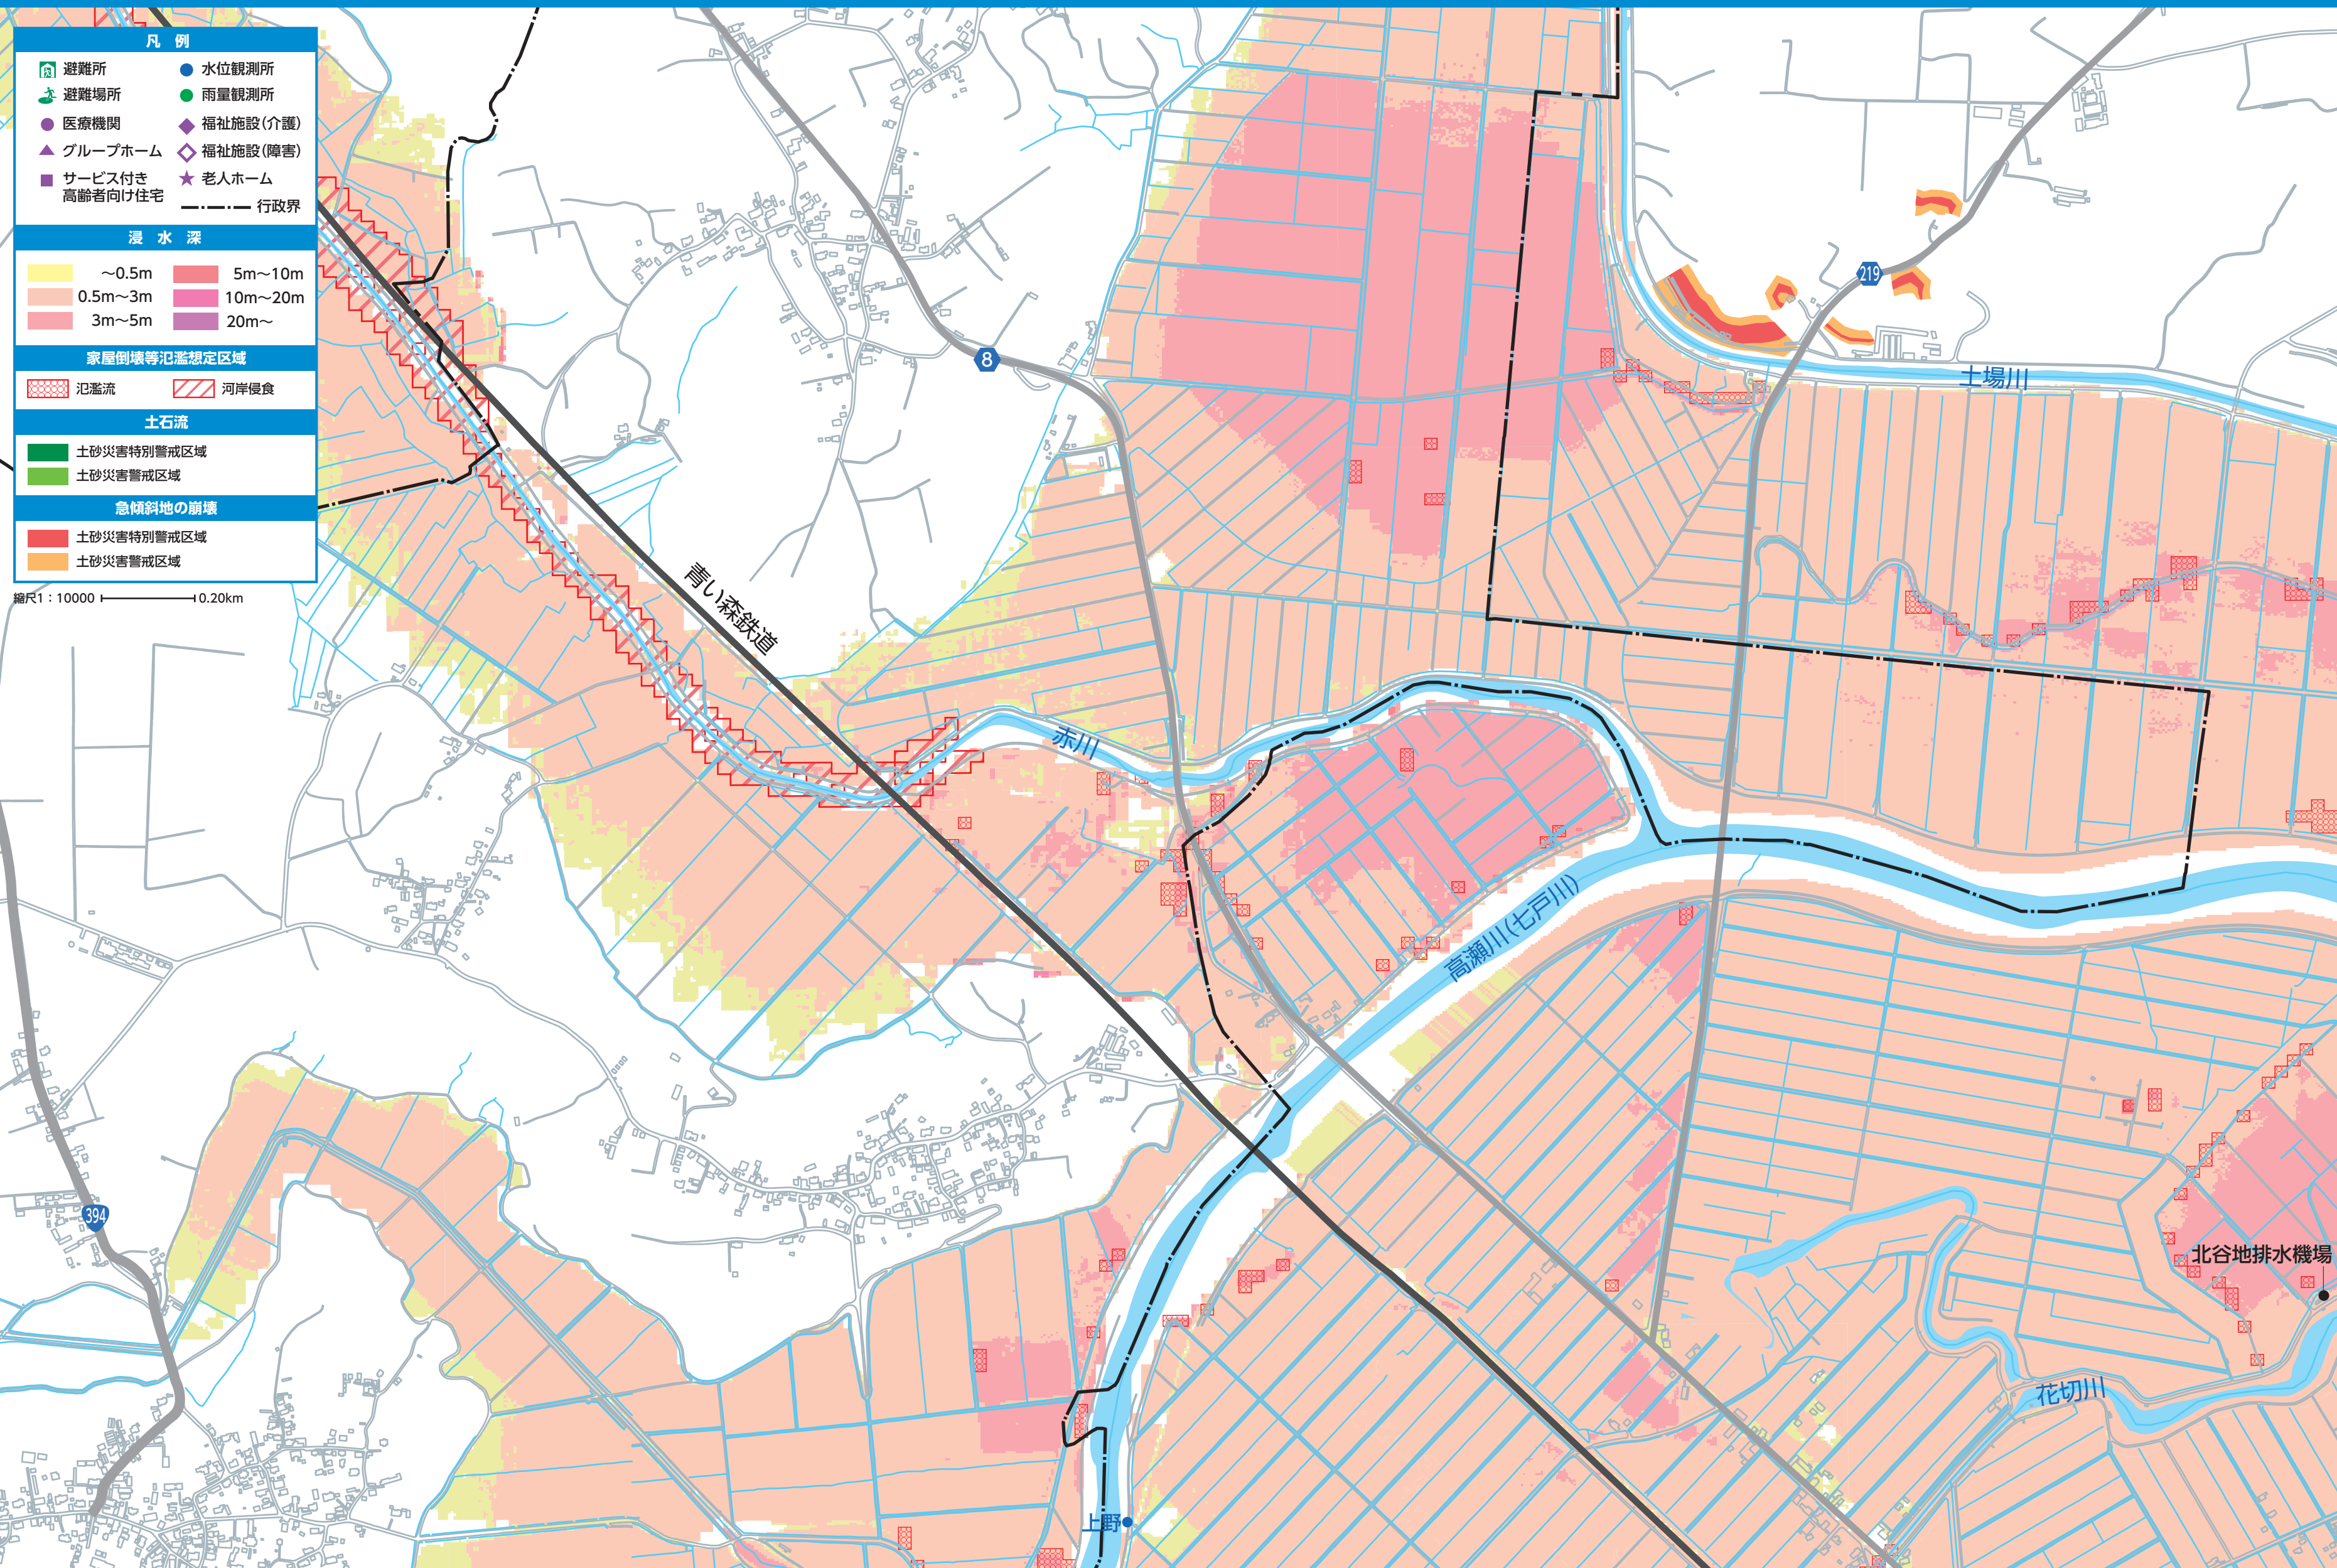 凡 例
避難所
水位観測所
避難場所
雨量観測所
医療機関
福祉施設(介護)
グループホーム
福祉施設(障害)
サービス付き
高齢者向け住宅
老人ホーム
行政界
浸 水 深
～0.5m
5m～10m
0.5m～3m
10m～20m
3m～5m
20m～
家屋倒壊等氾濫想定区域
氾濫流
河岸侵食
土石流
土砂災害特別警戒区域
土砂災害警戒区域
急傾斜地の崩壊
土砂災害特別警戒区域
土砂災害警戒区域
縮尺1：10000
0.20km
219
8
土場川
青い森鉄道
赤川
高瀬川(七戸川)
394
北谷地排水機場
花切川
上野